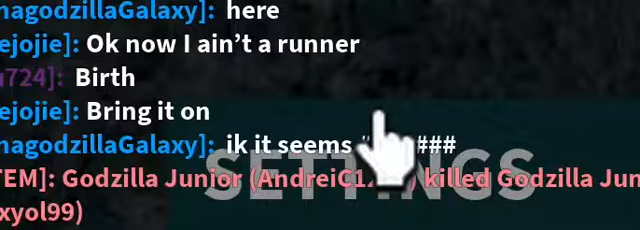 nagodzillaGalaxy]: here
ejojie]: Ok now I ain't a runner
u724]: Birth
ejojie]: Bring it on
nagodzillaGalaxy]: ik it seems ###
SETTINGS
TEM]: Godzilla Junior (AndreiC1 killed Godzilla Jun
xyol99)